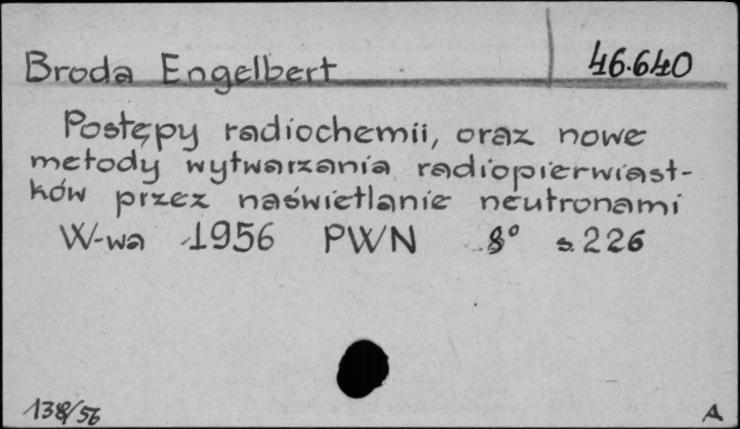 Broda Engelbert 46.640
Postępy radiochemii, oraz nowe
metody wytwarzania radiopierwiast-
ków przez naświetlanie neutronami
W-wa 1956 PWN 8° s. 226
138/56 A